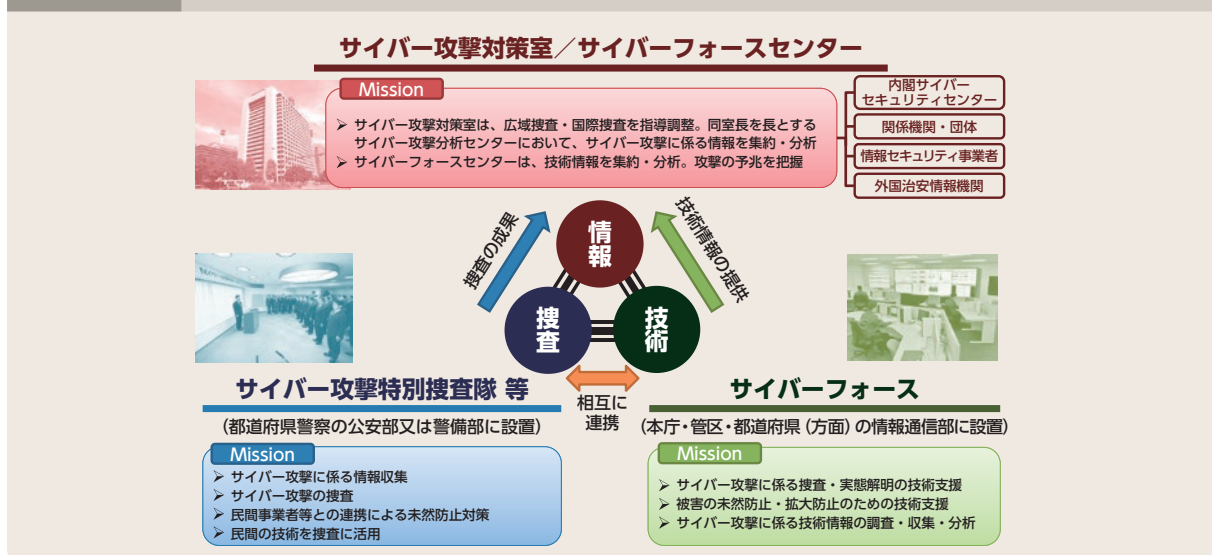 サイバー攻撃対策室／サイバーフォースセンター
Mission
➢ サイバー攻撃対策室は、広域捜査・国際捜査を指導調整。同室長を長とする
サイバー攻撃分析センターにおいて、サイバー攻撃に係る情報を集約・分析
➢ サイバーフォースセンターは、技術情報を集約・分析。攻撃の予兆を把握
内閣サイバー
セキュリティセンター
関係機関・団体
情報セキュリティ事業者
外国治安情報機関
捜査の成果
情報
技術情報の提供
捜査
技術
相互に
連携
サイバー攻撃特別捜査隊 等
（都道府県警察の公安部又は警備部に設置）
Mission
➢ サイバー攻撃に係る情報収集
➢ サイバー攻撃の捜査
➢ 民間事業者等との連携による未然防止対策
➢ 民間の技術を捜査に活用
サイバーフォース
（本庁・管区・都道府県（方面）の情報通信部に設置）
Mission
➢ サイバー攻撃に係る捜査・実態解明の技術支援
➢ 被害の未然防止・拡大防止のための技術支援
➢ サイバー攻撃に係る技術情報の調査・収集・分析